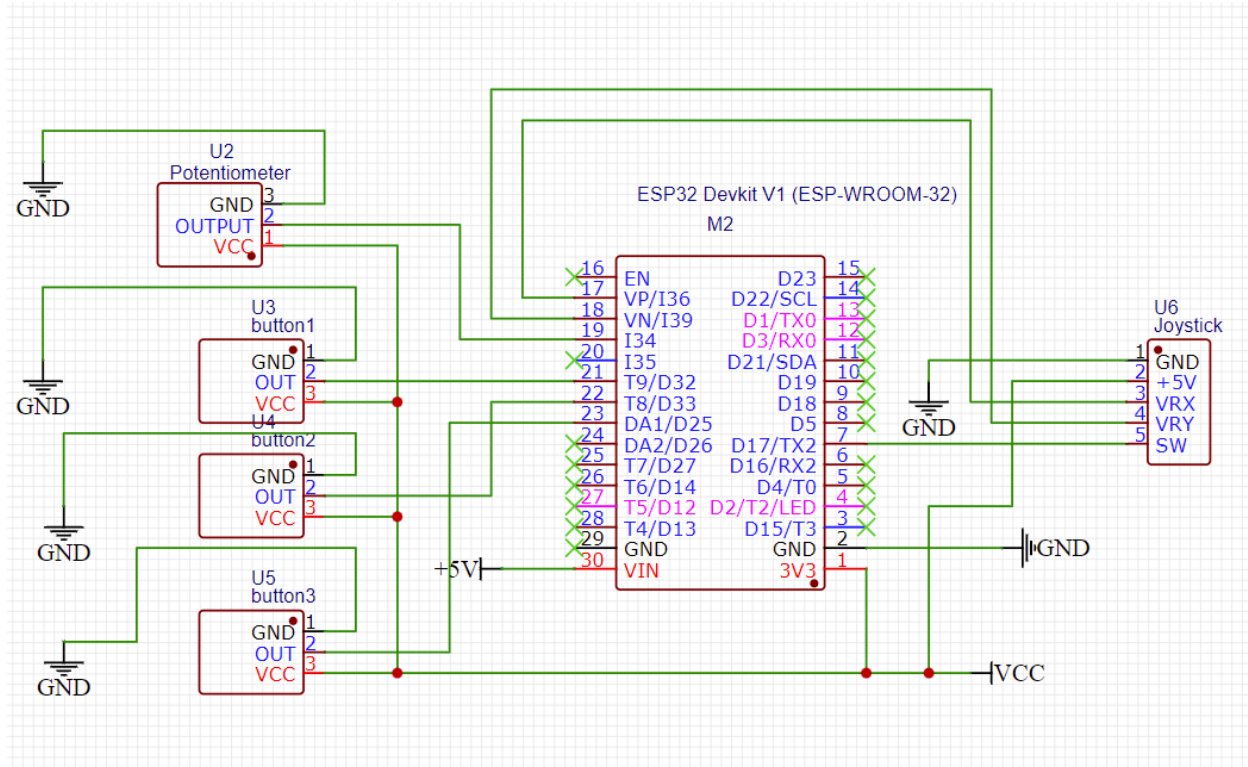 U2
Potentiometer
GND 3
OUTPUT 2
VCC 1
GND
U3
button1
GND 1
OUT 2
VCC 3
GND
U4
button2
GND 1
OUT 2
VCC 3
GND
U5
button3
GND 1
OUT 2
VCC 3
GND
ESP32 Devkit V1 (ESP-WROOM-32)
M2
16 EN D23 15
17 VP/I36 D22/SCL 14
18 VN/I39 D1/TX0 13
19 I34 D3/RX0 12
20 I35 D21/SDA 11
21 T9/D32 D19 10
22 T8/D33 D18 9
23 DA1/D25 D5 8
24 DA2/D26 D17/TX2 7
25 T7/D27 D16/RX2 6
26 T6/D14 D4/T0 5
27 T5/D12 D2/T2/LED 4
28 T4/D13 D15/T3 3
29 GND GND 2
30 VIN 3V3 1
+5V
GND
VCC
U6
Joystick
1 GND
2 +5V
3 VRX
4 VRY
5 SW
GND